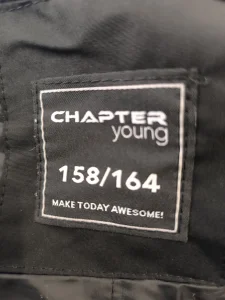 CHAPTER
young
158/164
MAKE TODAY AWESOME!